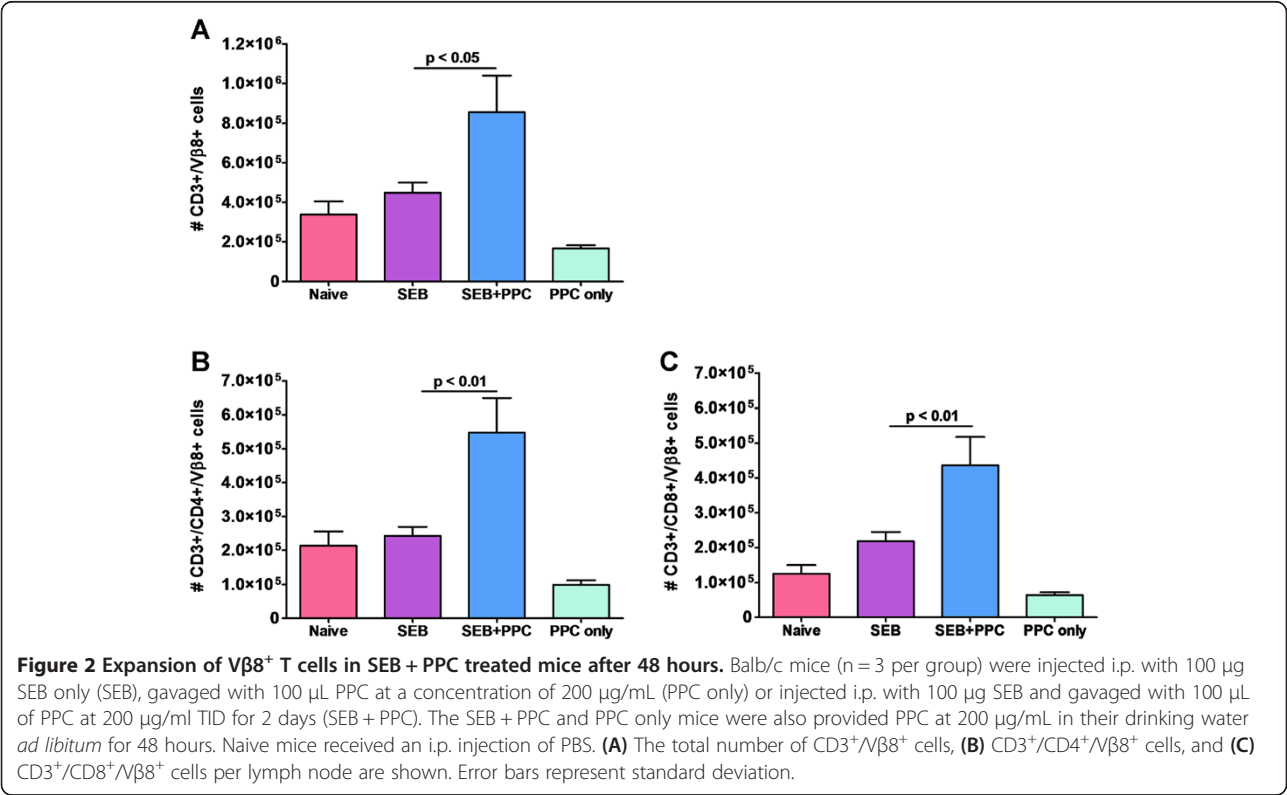 A
1.2×10⁶
1.0×10⁶
8.0×10⁵
6.0×10⁵
4.0×10⁵
2.0×10⁵
0
# CD3+/Vβ8+ cells
p < 0.05
Naive SEB SEB+PPC PPC only
B
7.0×10⁵
6.0×10⁵
5.0×10⁵
4.0×10⁵
3.0×10⁵
2.0×10⁵
1.0×10⁵
0
# CD3+/CD4+/Vβ8+ cells
p < 0.01
Naive SEB SEB+PPC PPC only
C
7.0×10⁵
6.0×10⁵
5.0×10⁵
4.0×10⁵
3.0×10⁵
2.0×10⁵
1.0×10⁵
0
# CD3+/CD8+/Vβ8+ cells
p < 0.01
Naive SEB SEB+PPC PPC only
Figure 2 Expansion of Vβ8⁺ T cells in SEB + PPC treated mice after 48 hours. Balb/c mice (n = 3 per group) were injected i.p. with 100 μg
SEB only (SEB), gavaged with 100 μL PPC at a concentration of 200 μg/mL (PPC only) or injected i.p. with 100 μg SEB and gavaged with 100 μL
of PPC at 200 μg/ml TID for 2 days (SEB + PPC). The SEB + PPC and PPC only mice were also provided PPC at 200 μg/mL in their drinking water
ad libitum for 48 hours. Naive mice received an i.p. injection of PBS. (A) The total number of CD3⁺/Vβ8⁺ cells, (B) CD3⁺/CD4⁺/Vβ8⁺ cells, and (C)
CD3⁺/CD8⁺/Vβ8⁺ cells per lymph node are shown. Error bars represent standard deviation.